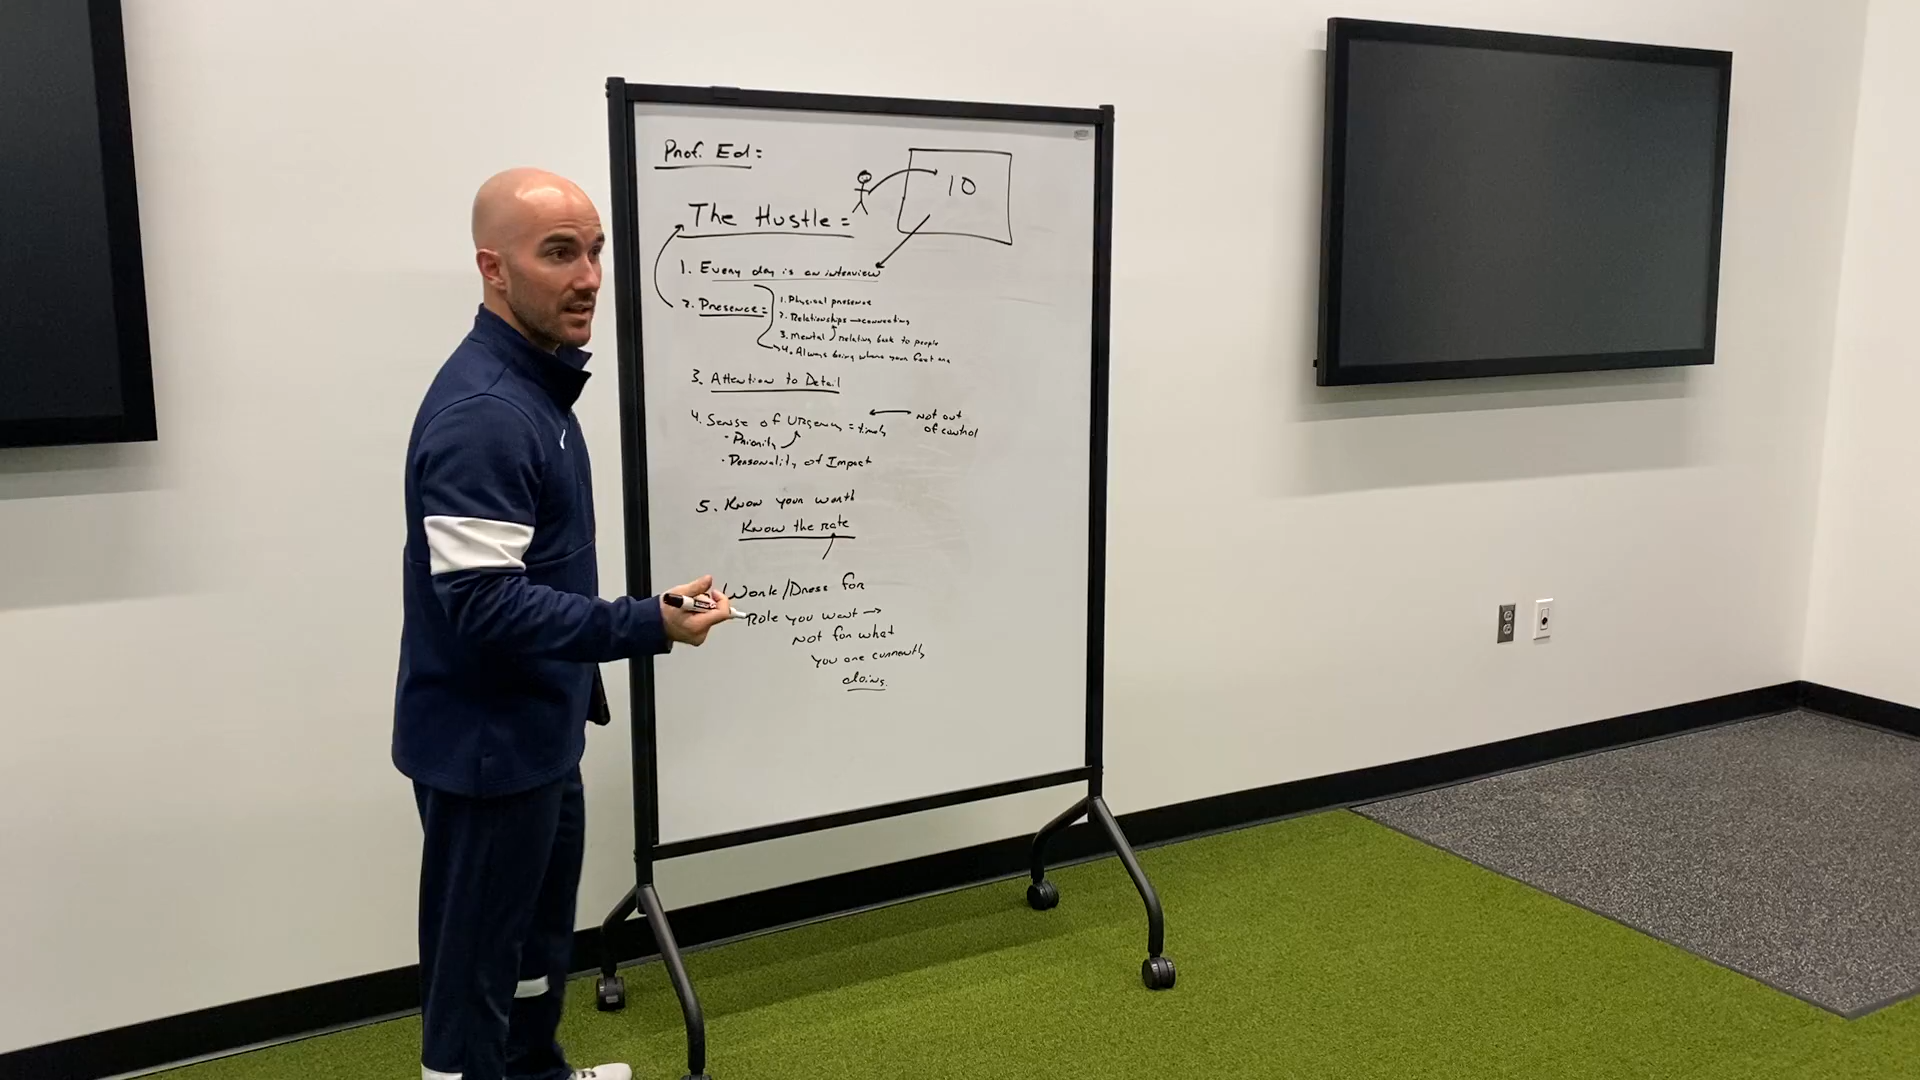 Prof. Ed:
10
The Hustle =
1. Every day is an interview
2. Presence =
1. Physical presence
2. Relationships → connecting
3. Mental relating back to people
4. Always being where your feet are
3. Attention to Detail
4. Sense of URgency = timely
Not out
of control
• Priority
• Personality of Impact
5. Know your worth
Know the rate
Work/Dress for
Role you want →
Not for what
you are currently
doing.